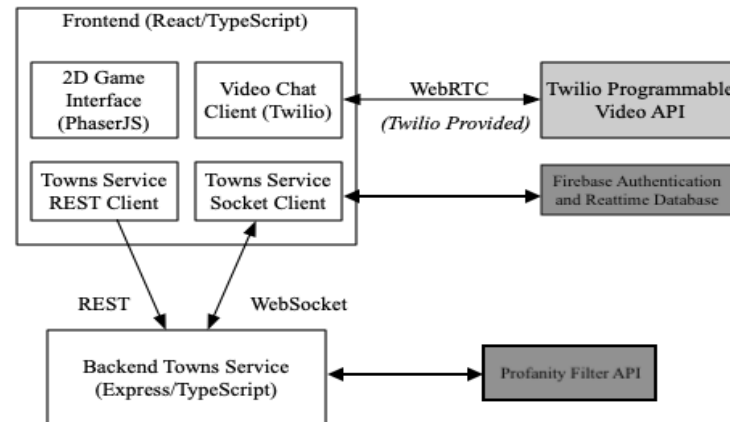 Frontend (React/TypeScript)
2D Game
Interface
(PhaserJS)
Video Chat
Client (Twilio)
WebRTC
(Twilio Provided)
Twilio Programmable
Video API
Towns Service
REST Client
Towns Service
Socket Client
Firebase Authentication
and Reattime Database
REST
WebSocket
Backend Towns Service
(Express/TypeScript)
Profanity Filter API